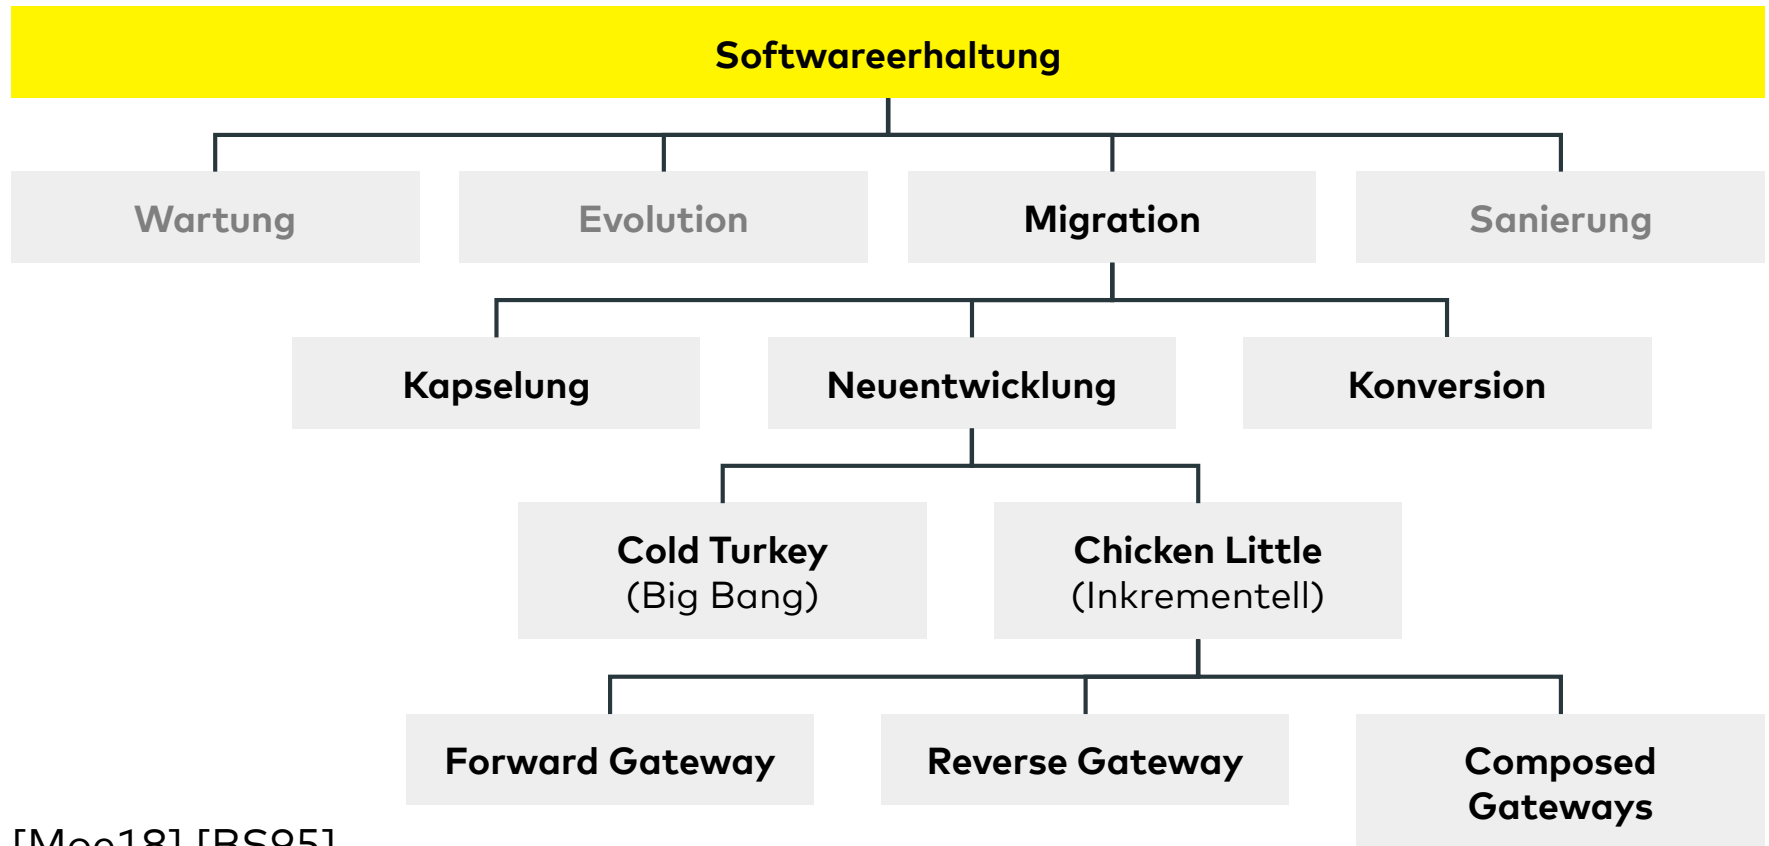 Softwareerhaltung
Wartung
Evolution
Migration
Sanierung
Kapselung
Neuentwicklung
Konversion
Cold Turkey
(Big Bang)
Chicken Little
(Inkrementell)
Forward Gateway
Reverse Gateway
Composed
Gateways